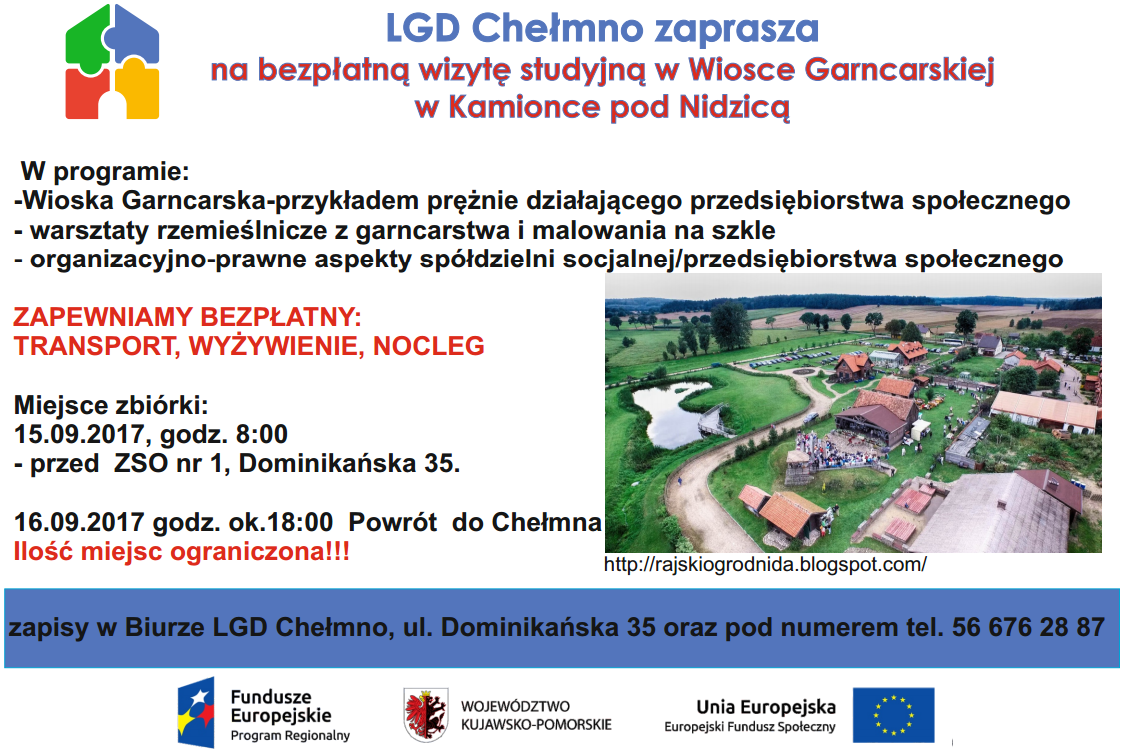 LGD Chełmno zaprasza
na bezpłatną wizytę studyjną w Wiosce Garncarskiej
w Kamionce pod Nidzicą
W programie:
-Wioska Garncarska-przykładem prężnie działającego przedsiębiorstwa społecznego
- warsztaty rzemieślnicze z garncarstwa i malowania na szkle
- organizacyjno-prawne aspekty spółdzielni socjalnej/przedsiębiorstwa społecznego
ZAPEWNIAMY BEZPŁATNY:
TRANSPORT, WYŻYWIENIE, NOCLEG
Miejsce zbiórki:
15.09.2017, godz. 8:00
- przed ZSO nr 1, Dominikańska 35.
16.09.2017 godz. ok.18:00 Powrót do Chełmna
Ilość miejsc ograniczona!!!
http://rajskiogrodnida.blogspot.com/
zapisy w Biurze LGD Chełmno, ul. Dominikańska 35 oraz pod numerem tel. 56 676 28 87
Fundusze
Europejskie
Program Regionalny
WOJEWÓDZTWO
KUJAWSKO-POMORSKIE
Unia Europejska
Europejski Fundusz Społeczny